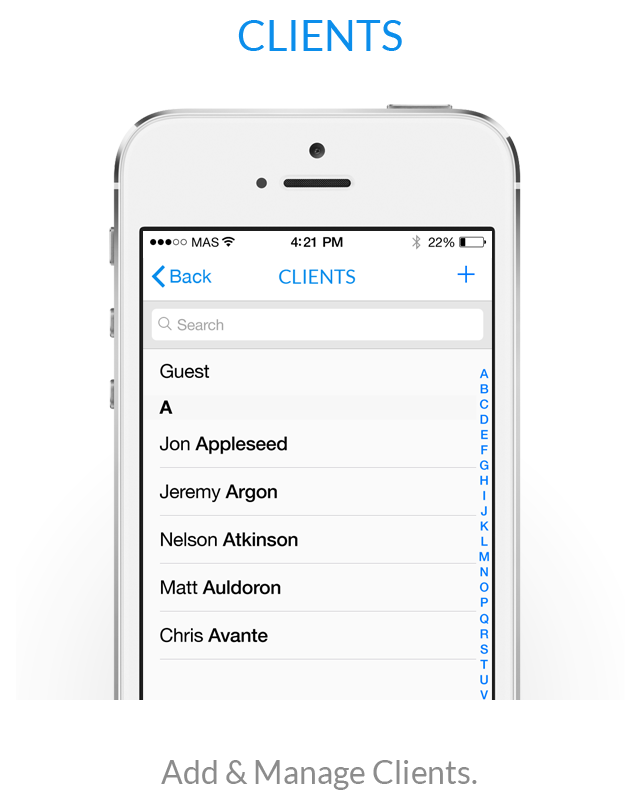 CLIENTS
MAS 4:21 PM 22%
Back CLIENTS +
Search
Guest
A
Jon Appleseed
Jeremy Argon
Nelson Atkinson
Matt Auldoron
Chris Avante
A
B
C
D
E
F
G
H
I
J
K
L
M
N
O
P
Q
R
S
T
U
V
Add & Manage Clients.